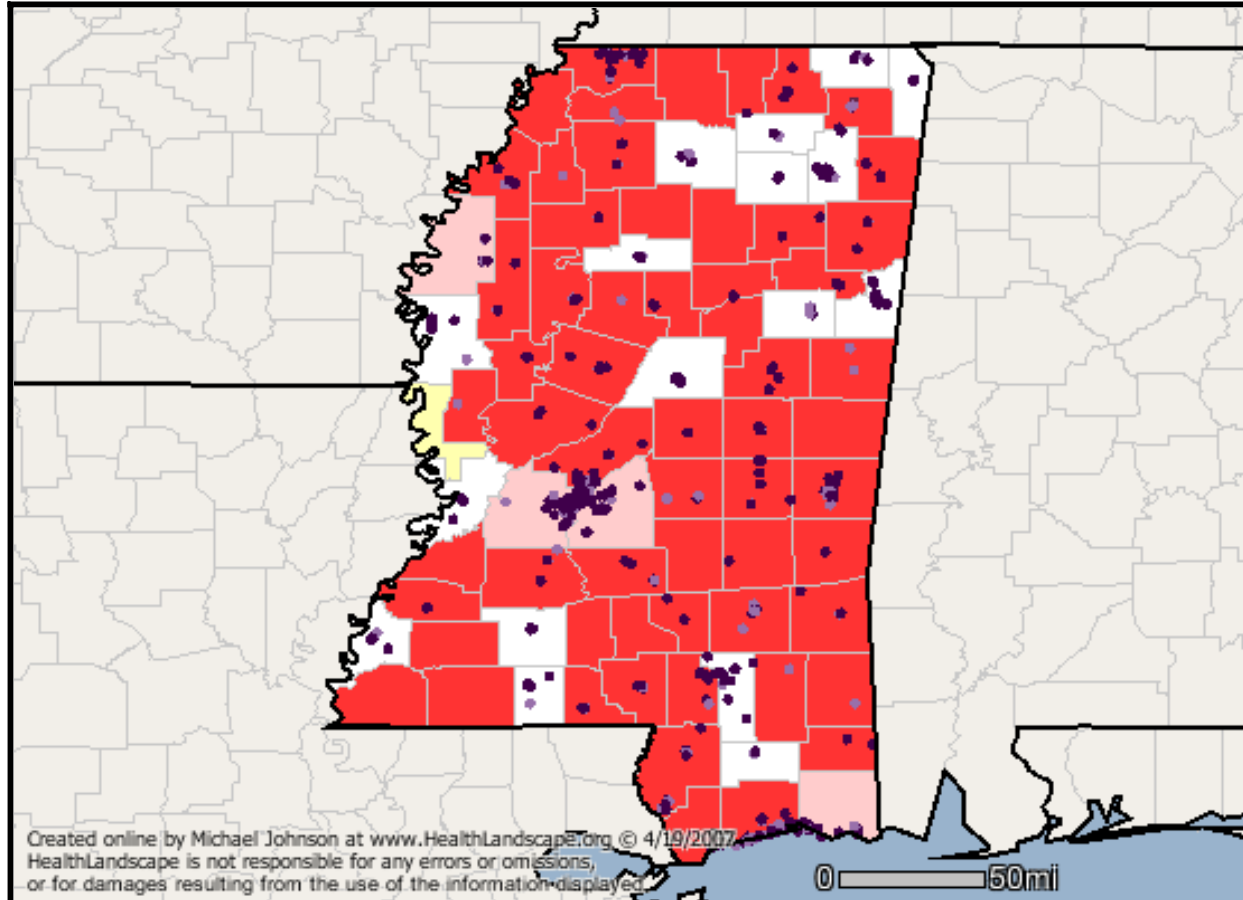 Created online by Michael Johnson at www.HealthLandscape.org © 4/19/2007.
HealthLandscape is not responsible for any errors or omissions,
or for damages resulting from the use of the information displayed.
0 50mi